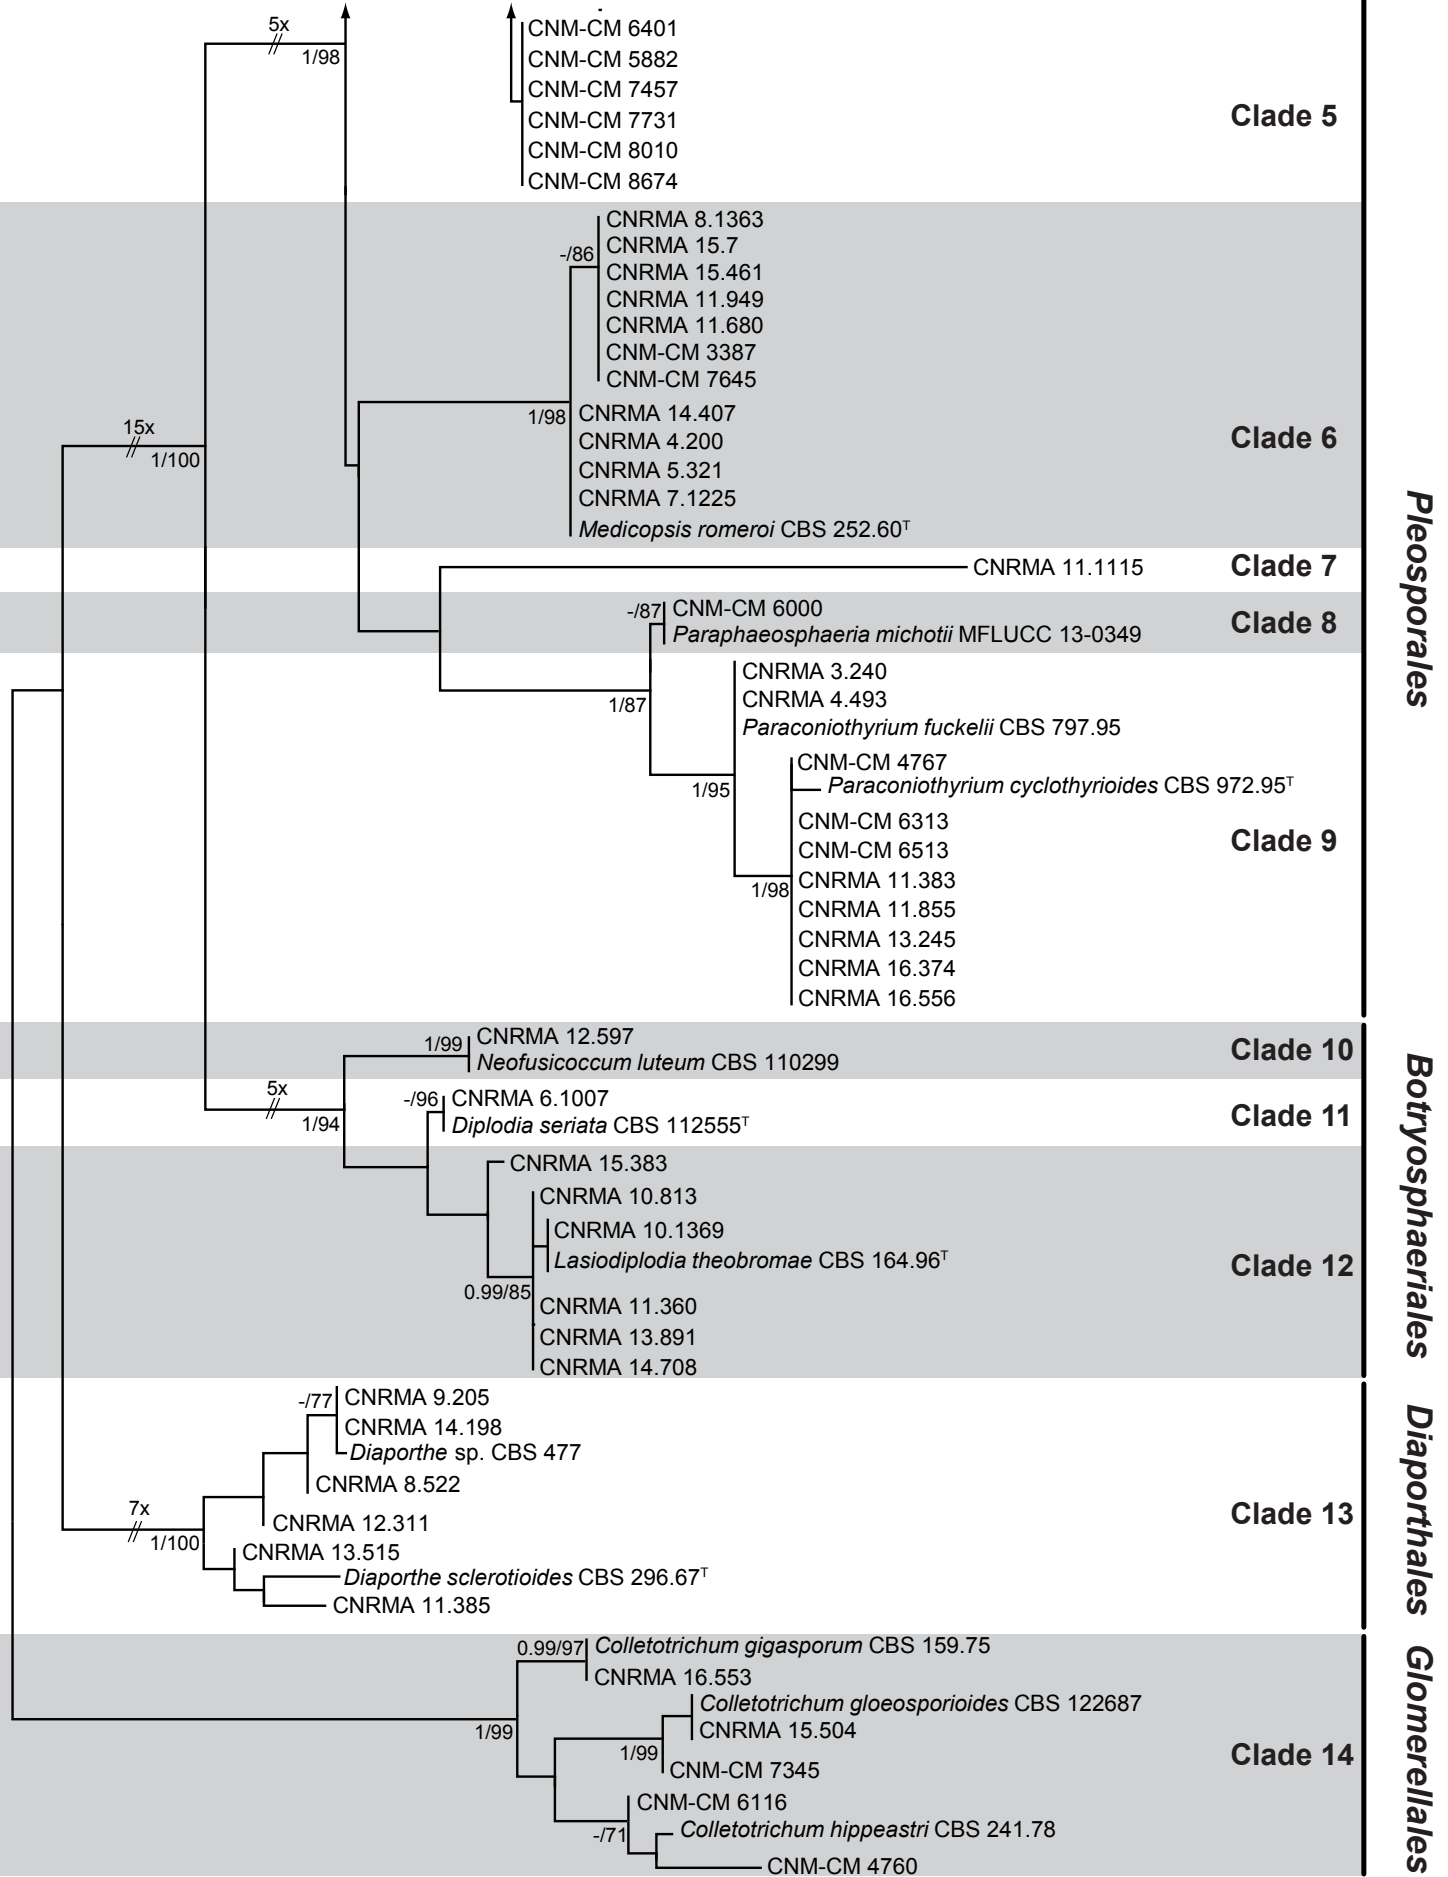 5x
1/98
CNM-CM 6401
CNM-CM 5882
CNM-CM 7457
CNM-CM 7731
CNM-CM 8010
CNM-CM 8674
Clade 5
CNRMA 8.1363
-/86
CNRMA 15.7
CNRMA 15.461
CNRMA 11.949
CNRMA 11.680
CNM-CM 3387
CNM-CM 7645
1/98
CNRMA 14.407
CNRMA 4.200
CNRMA 5.321
CNRMA 7.1225
Medicopsis romeroi CBS 252.60ᵀ
Clade 6
15x
1/100
CNRMA 11.1115
Clade 7
-/87
CNM-CM 6000
Paraphaeosphaeria michotii MFLUCC 13-0349
Clade 8
1/87
CNRMA 3.240
CNRMA 4.493
Paraconiothyrium fuckelii CBS 797.95
1/95
CNM-CM 4767
Paraconiothyrium cyclothyrioides CBS 972.95ᵀ
CNM-CM 6313
CNM-CM 6513
1/98
CNRMA 11.383
CNRMA 11.855
CNRMA 13.245
CNRMA 16.374
CNRMA 16.556
Clade 9
Pleosporales
1/99
CNRMA 12.597
Neofusicoccum luteum CBS 110299
Clade 10
5x
1/94
-/96
CNRMA 6.1007
Diplodia seriata CBS 112555ᵀ
Clade 11
CNRMA 15.383
CNRMA 10.813
CNRMA 10.1369
Lasiodiplodia theobromae CBS 164.96ᵀ
0.99/85
CNRMA 11.360
CNRMA 13.891
CNRMA 14.708
Clade 12
Botryosphaeriales
-/77
CNRMA 9.205
CNRMA 14.198
Diaporthe sp. CBS 477
CNRMA 8.522
7x
1/100
CNRMA 12.311
CNRMA 13.515
Diaporthe sclerotioides CBS 296.67ᵀ
CNRMA 11.385
Clade 13
Diaporthales
0.99/97
Colletotrichum gigasporum CBS 159.75
CNRMA 16.553
1/99
Colletotrichum gloeosporioides CBS 122687
CNRMA 15.504
1/99
CNM-CM 7345
CNM-CM 6116
-/71
Colletotrichum hippeastri CBS 241.78
CNM-CM 4760
Clade 14
Glomerellales